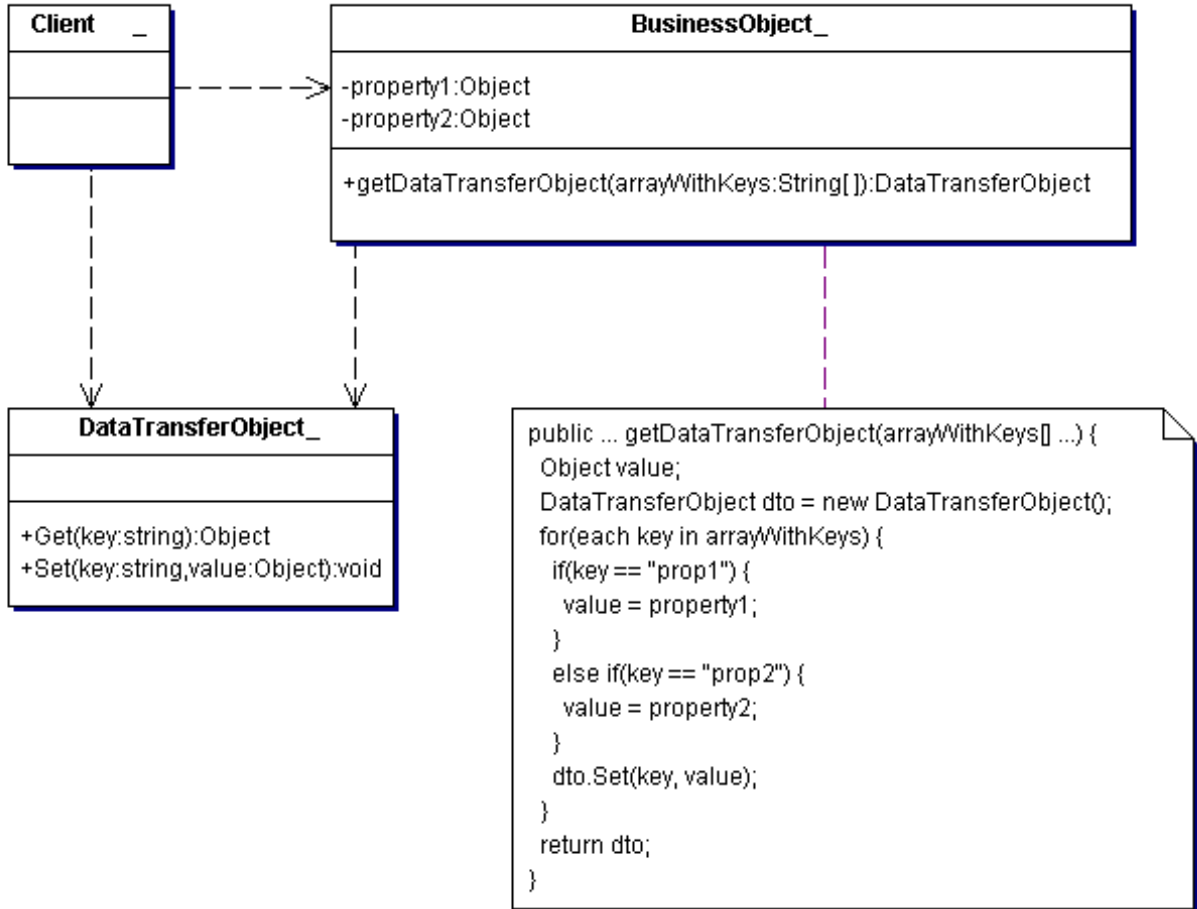 Client _
BusinessObject_
-property1:Object
-property2:Object
+getDataTransferObject(arrayWithKeys:String[]):DataTransferObject
DataTransferObject_
+Get(key:string):Object
+Set(key:string,value:Object):void
public ... getDataTransferObject(arrayWithKeys[] ...) {
Object value;
DataTransferObject dto = new DataTransferObject();
for(each key in arrayWithKeys) {
if(key == "prop1") {
value = property1;
}
else if(key == "prop2") {
value = property2;
}
dto.Set(key, value);
}
return dto;
}